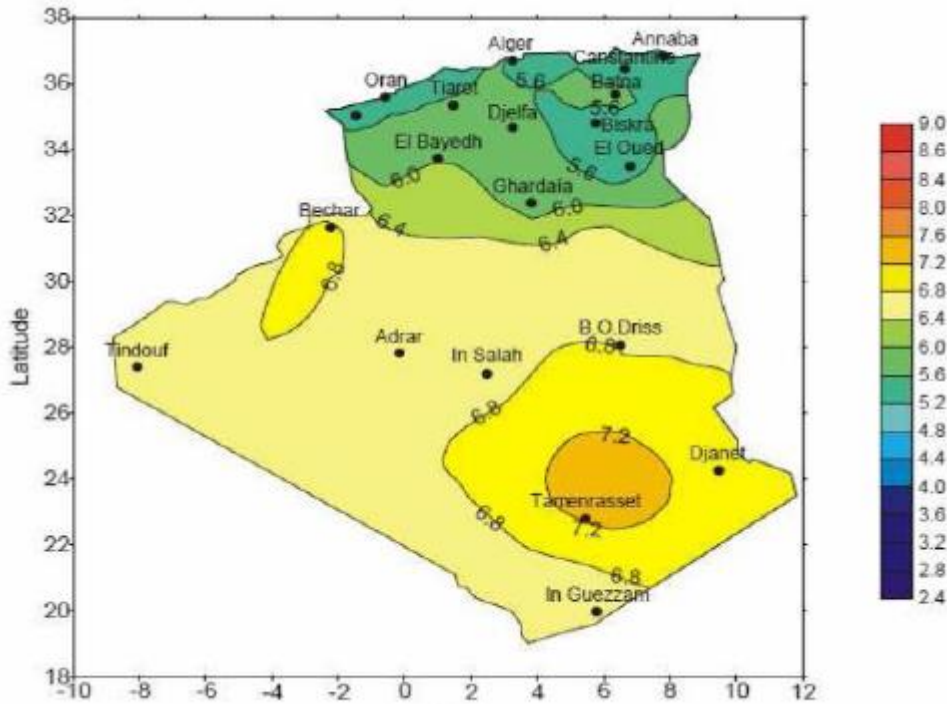 38
36
34
32
30
28
26
24
22
20
18
Latitude
-10 -8 -6 -4 -2 0 2 4 6 8 10 12
Annaba
Alger
Canstantine
Oran
5.6
Batna
Tiaret
5.6
Djelfa
Biskra
El Bayedh
El Oued
5.6
6.0
Ghardaia
6.0
Bechar
6.4
6.4
6.8
Adrar
B.O.Driss
6.8
Tindouf
In Salah
6.8
7.2
Djanet
Tamenrasset
6.8
7.2
6.8
In Guezzam
9.0
8.6
8.4
8.0
7.6
7.2
6.8
6.4
6.0
5.6
5.2
4.8
4.4
4.0
3.6
3.2
2.8
2.4